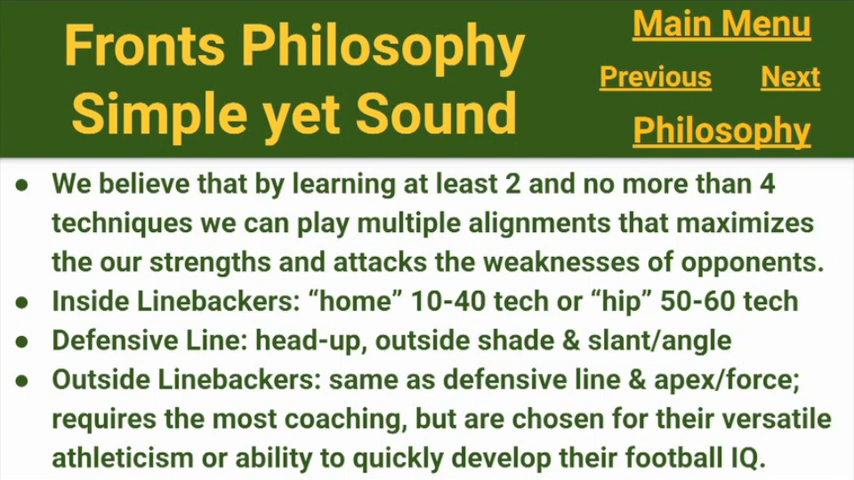 Fronts Philosophy
Simple yet Sound
Main Menu
Previous Next
Philosophy
● We believe that by learning at least 2 and no more than 4
techniques we can play multiple alignments that maximizes
the our strengths and attacks the weaknesses of opponents.
● Inside Linebackers: “home” 10-40 tech or “hip” 50-60 tech
● Defensive Line: head-up, outside shade & slant/angle
● Outside Linebackers: same as defensive line & apex/force;
requires the most coaching, but are chosen for their versatile
athleticism or ability to quickly develop their football IQ.